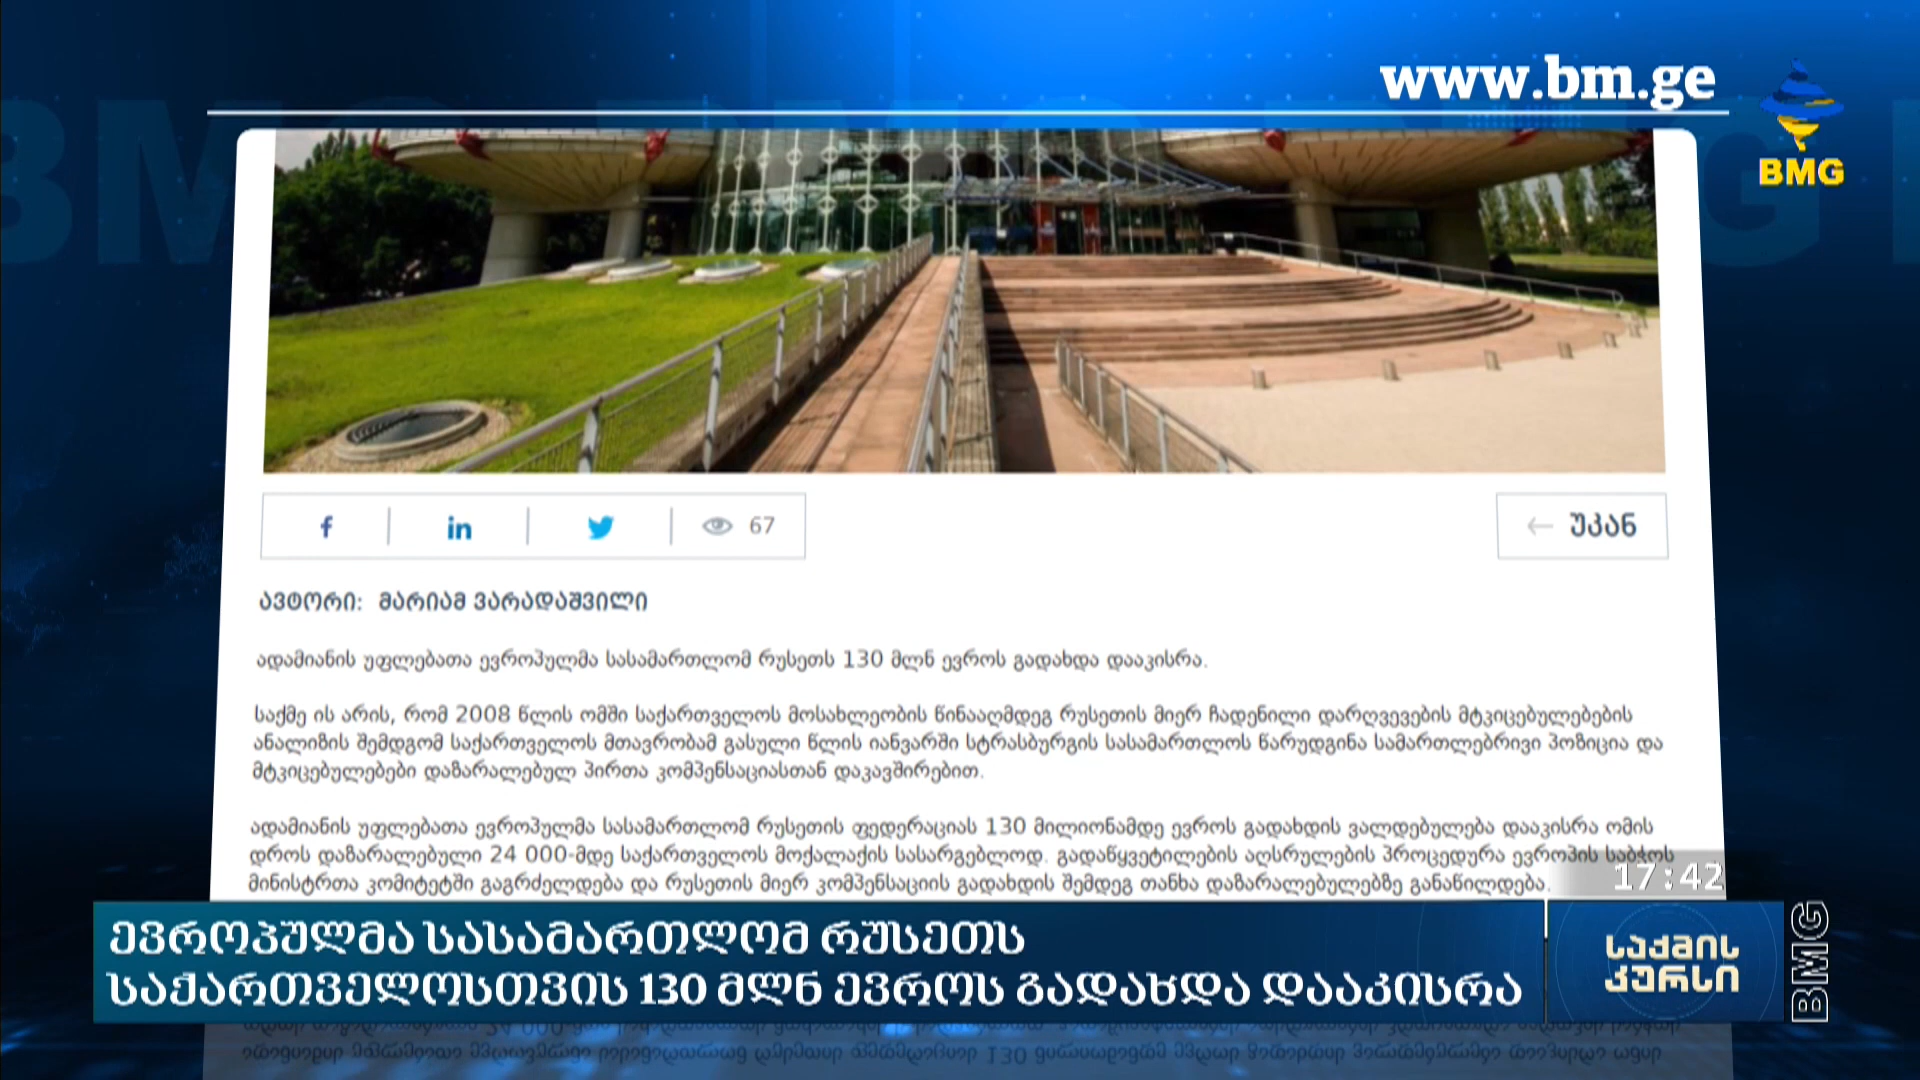 www.bm.ge
BMG
f in 67
← უკან
ავტორი: მარიამ ვარადაშვილი
ადამიანის უფლებათა ევროპულმა სასამართლომ რუსეთს 130 მლნ ევროს გადახდა დააკისრა.
საქმე ის არის, რომ 2008 წლის ომში საქართველოს მოსახლეობის წინააღმდეგ რუსეთის მიერ ჩადენილი დარღვევების მტკიცებულებების
ანალიზის შემდგომ საქართველოს მთავრობამ გასული წლის იანვარში სტრასბურგის სასამართლოს წარუდგინა სამართლებრივი პოზიცია და
მტკიცებულებები დაზარალებულ პირთა კომპენსაციასთან დაკავშირებით.
ადამიანის უფლებათა ევროპულმა სასამართლომ რუსეთის ფედერაციას 130 მილიონამდე ევროს გადახდის ვალდებულება დააკისრა ომის
დროს დაზარალებული 24 000-მდე საქართველოს მოქალაქის სასარგებლოდ. გადაწყვეტილების აღსრულების პროცედურა ევროპის საბჭოს
მინისტრთა კომიტეტში გაგრძელდება და რუსეთის მიერ კომპენსაციის გადახდის შემდეგ თანხა დაზარალებულებზე განაწილდება.
17:42
ევროპულმა სასამართლომ რუსეთს
საქართველოსთვის 130 მლნ ევროს გადახდა დააკისრა
საქმის
კურსი
BMG